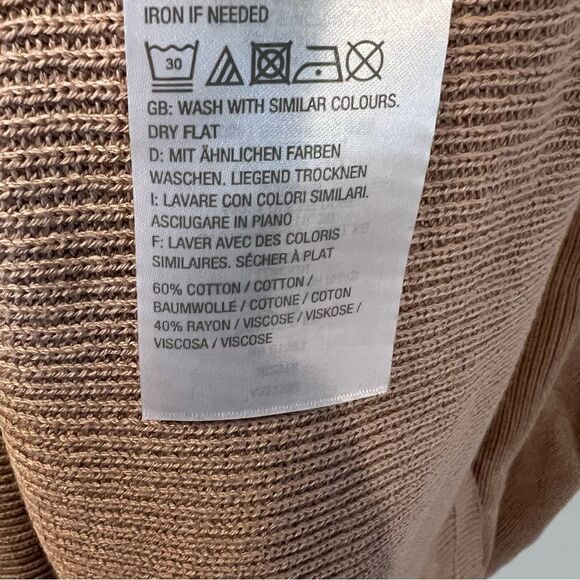 IRON IF NEEDED
30
GB: WASH WITH SIMILAR COLOURS.
DRY FLAT
D: MIT ÄHNLICHEN FARBEN
WASCHEN. LIEGEND TROCKNEN
I: LAVARE CON COLORI SIMILARI.
ASCIUGARE IN PIANO
F: LAVER AVEC DES COLORIS
SIMILAIRES. SÉCHER À PLAT
60% COTTON / COTTON /
BAUMWOLLE / COTONE / COTON
40% RAYON / VISCOSE / VISKOSE /
VISCOSA / VISCOSE